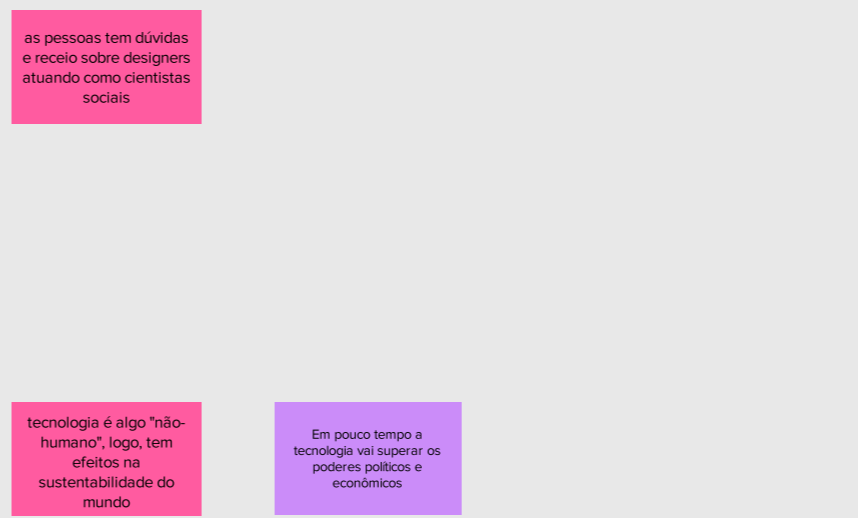 as pessoas tem dúvidas
e receio sobre designers
atuando como cientistas
sociais
tecnologia é algo "não-
humano", logo, tem
efeitos na
sustentabilidade do
mundo
Em pouco tempo a
tecnologia vai superar os
poderes políticos e
econômicos